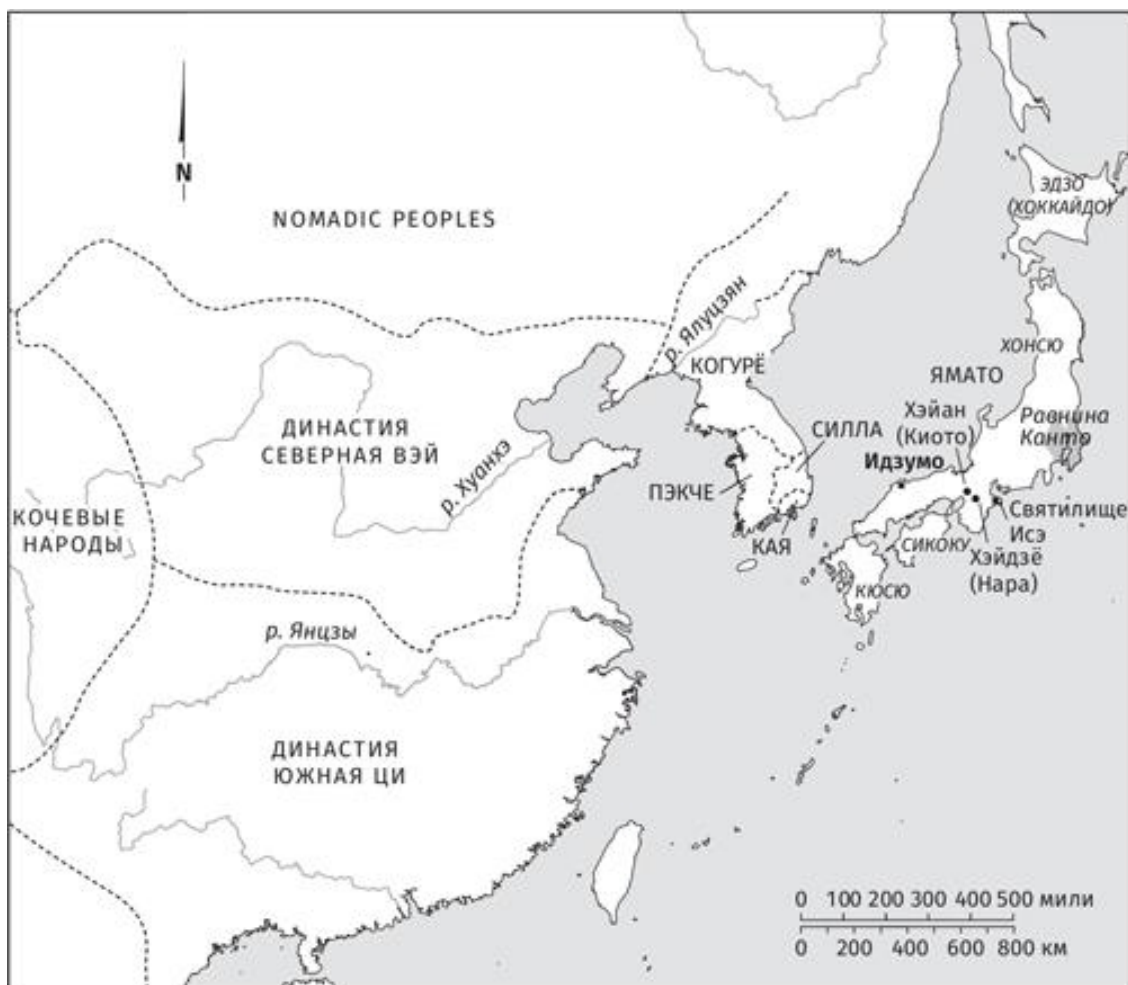 N
NOMADIC PEOPLES
ЭДЗО
(ХОККАЙДО)
р. Ялуцзян
КОГУРЁ
ХОНСЮ
ЯМАТО
Хэйан
(Киото)
Равнина
Канто
ДИНАСТИЯ
СЕВЕРНАЯ ВЭЙ
СИЛЛА
Идзумо
р. Хуанхэ
ПЭКЧЕ
КОЧЕВЫЕ
НАРОДЫ
Святилище
Исэ
КАЯ
СИКОКУ
Хэйдзё
(Нара)
КЮСЮ
р. Янцзы
ДИНАСТИЯ
ЮЖНАЯ ЦИ
0 100 200 300 400 500 мили
0 200 400 600 800 км